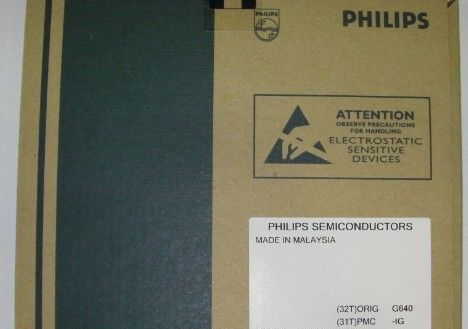 PHILIPS
PHILIPS
ATTENTION
OBSERVE PRECAUTIONS
FOR HANDLING
ELECTROSTATIC
SENSITIVE
DEVICES
PHILIPS SEMICONDUCTORS
MADE IN MALAYSIA
(32T)ORIG G640
(31T)PMC -IG